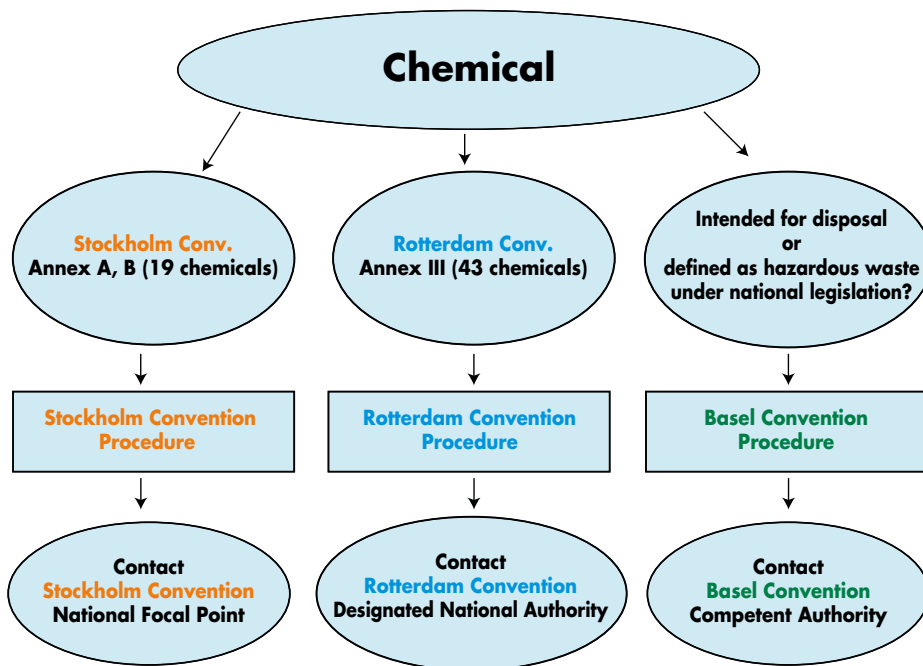 Chemical
Stockholm Conv.
Annex A, B (19 chemicals)
Rotterdam Conv.
Annex III (43 chemicals)
Intended for disposal
or
defined as hazardous waste
under national legislation?
Stockholm Convention
Procedure
Rotterdam Convention
Procedure
Basel Convention
Procedure
Contact
Stockholm Convention
National Focal Point
Contact
Rotterdam Convention
Designated National Authority
Contact
Basel Convention
Competent Authority